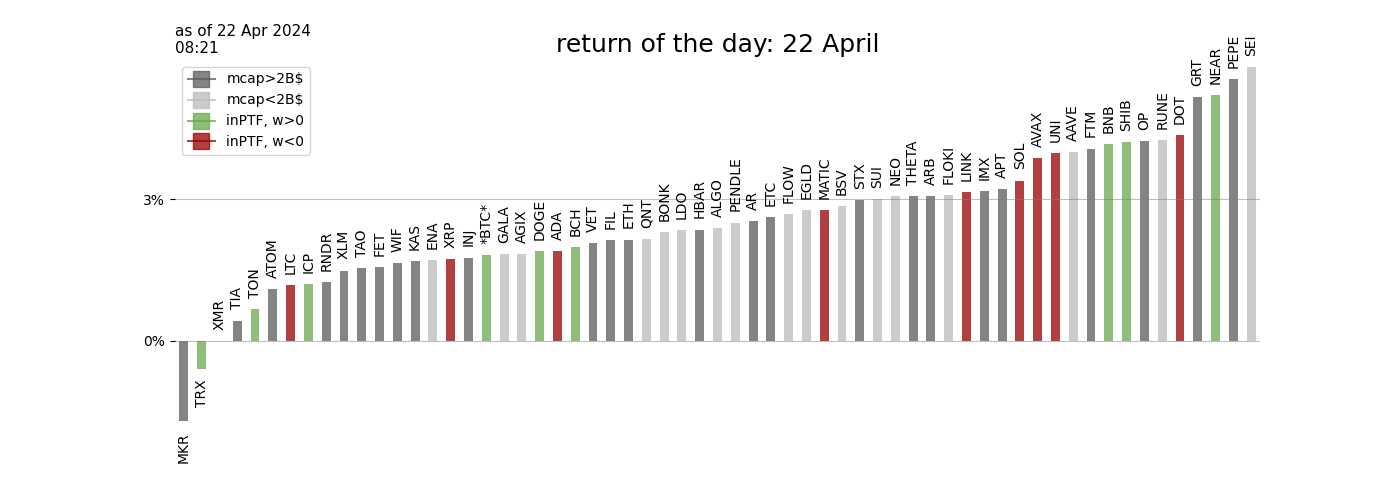 as of 22 Apr 2024
08:21
return of the day: 22 April
mcap>2B$
mcap<2B$
inPTF, w>0
inPTF, w<0
3%
0%
MKR
TRX
XMR
TIA
TON
ATOM
LTC
ICP
RNDR
XLM
TAO
FET
WIF
KAS
ENA
XRP
INJ
*BTC*
GALA
AGIX
DOGE
ADA
BCH
VET
FIL
ETH
QNT
BONK
LDO
HBAR
ALGO
PENDLE
AR
ETC
FLOW
EGLD
MATIC
BSV
STX
SUI
NEO
THETA
ARB
FLOKI
LINK
IMX
APT
SOL
AVAX
UNI
AAVE
FTM
BNB
SHIB
OP
RUNE
DOT
GRT
NEAR
PEPE
SEI